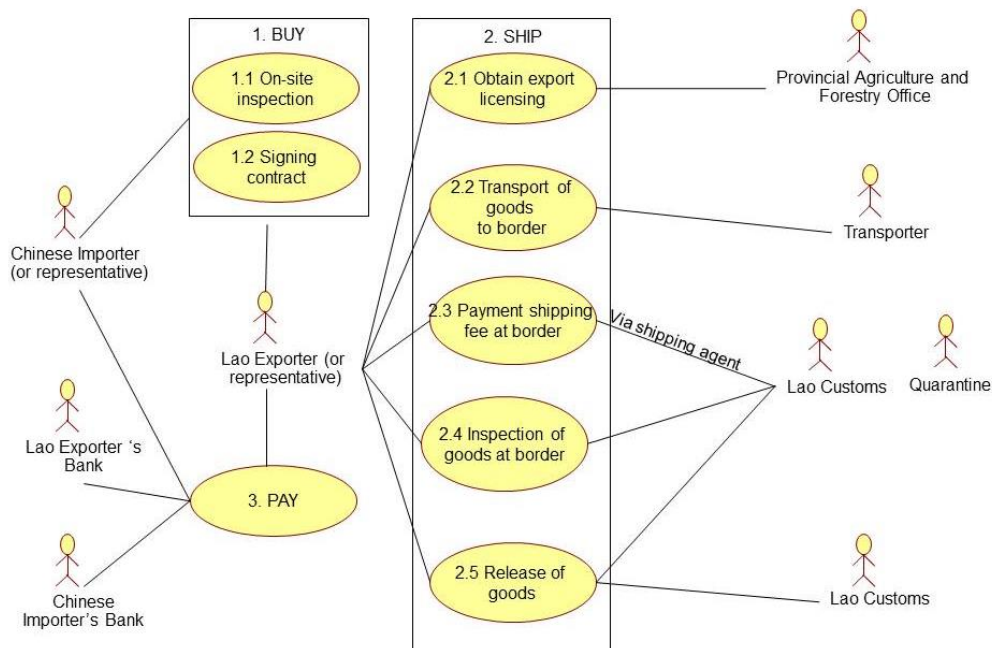 1. BUY
1.1 On-site
inspection
1.2 Signing
contract
2. SHIP
2.1 Obtain export
licensing
2.2 Transport of
goods
to border
2.3 Payment shipping
fee at border
2.4 Inspection of
goods at border
2.5 Release of
goods
Provincial Agriculture and
Forestry Office
Transporter
Via shipping agent
Lao Customs
Quarantine
Lao Customs
Chinese Importer
(or representative)
Lao Exporter (or
representative)
Lao Exporter ‘s
Bank
3. PAY
Chinese
Importer’s Bank